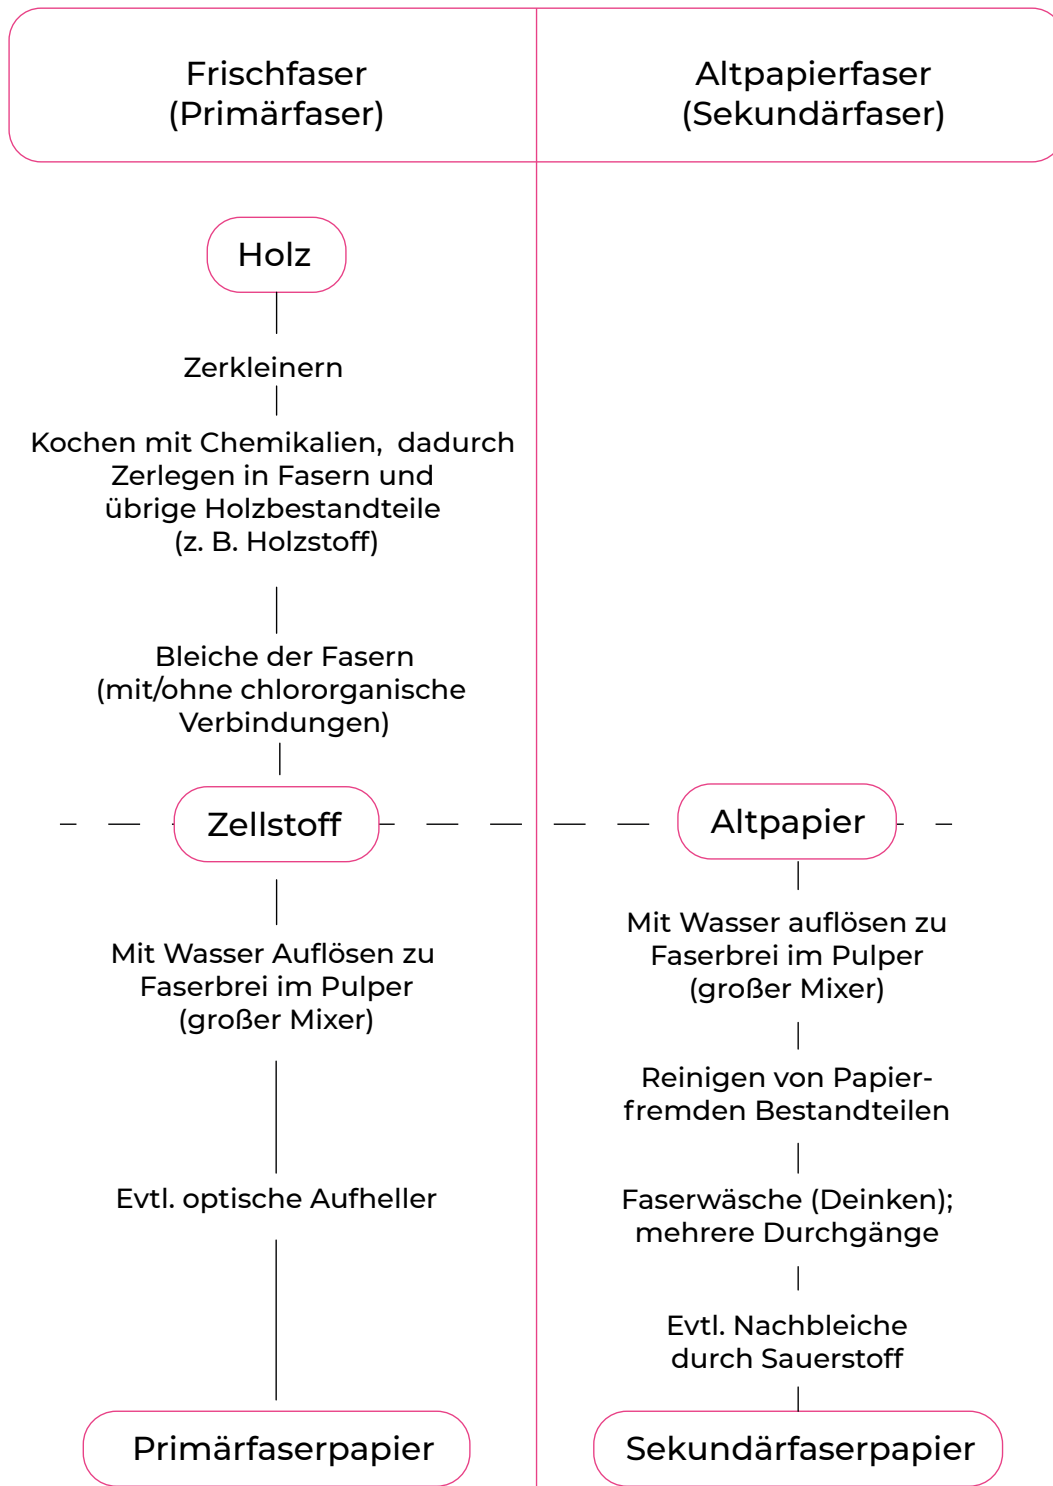 Frischfaser
(Primärfaser)
Altpapierfaser
(Sekundärfaser)
Holz
Zerkleinern
Kochen mit Chemikalien, dadurch
Zerlegen in Fasern und
übrige Holzbestandteile
(z. B. Holzstoff)
Bleiche der Fasern
(mit/ohne chlororganische
Verbindungen)
Zellstoff
Mit Wasser Auflösen zu
Faserbrei im Pulper
(großer Mixer)
Evtl. optische Aufheller
Primärfaserpapier
Altpapier
Mit Wasser auflösen zu
Faserbrei im Pulper
(großer Mixer)
Reinigen von Papier-
fremden Bestandteilen
Faserwäsche (Deinken);
mehrere Durchgänge
Evtl. Nachbleiche
durch Sauerstoff
Sekundärfaserpapier